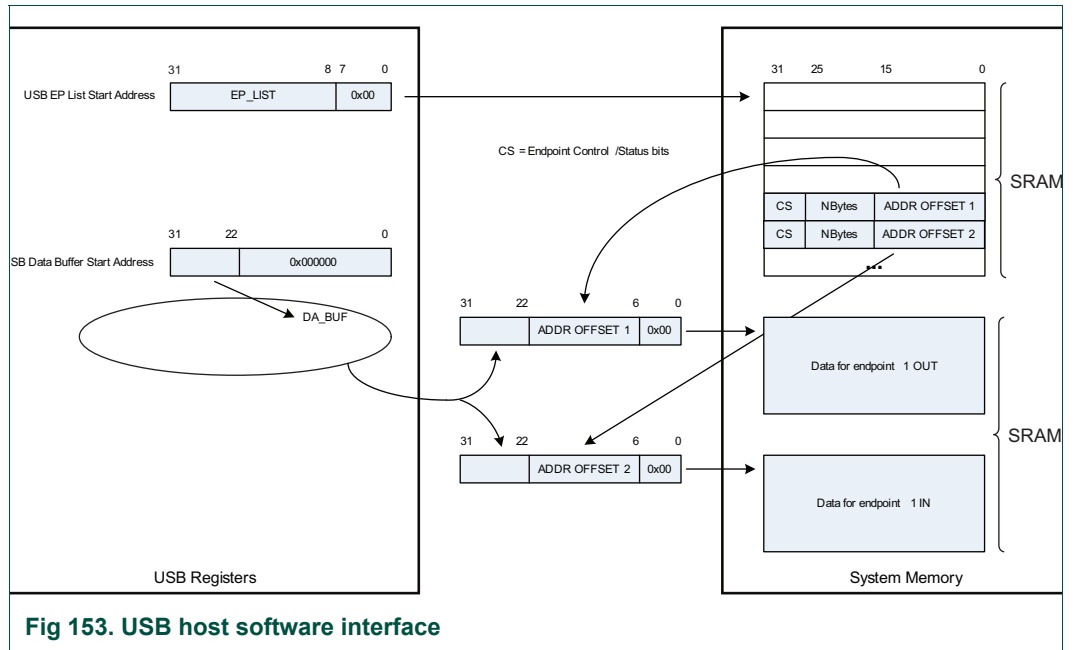 31 8 7 0
USB EP List Start Address EP_LIST 0x00
CS = Endpoint Control /Status bits
31 22 0
SB Data Buffer Start Address 0x000000
DA_BUF
31 22 6 0
ADDR OFFSET 1 0x00
31 22 6 0
ADDR OFFSET 2 0x00
USB Registers
31 25 15 0
CS NBytes ADDR OFFSET 1
CS NBytes ADDR OFFSET 2
...
SRAM
Data for endpoint 1 OUT
Data for endpoint 1 IN
SRAM
System Memory
Fig 153. USB host software interface